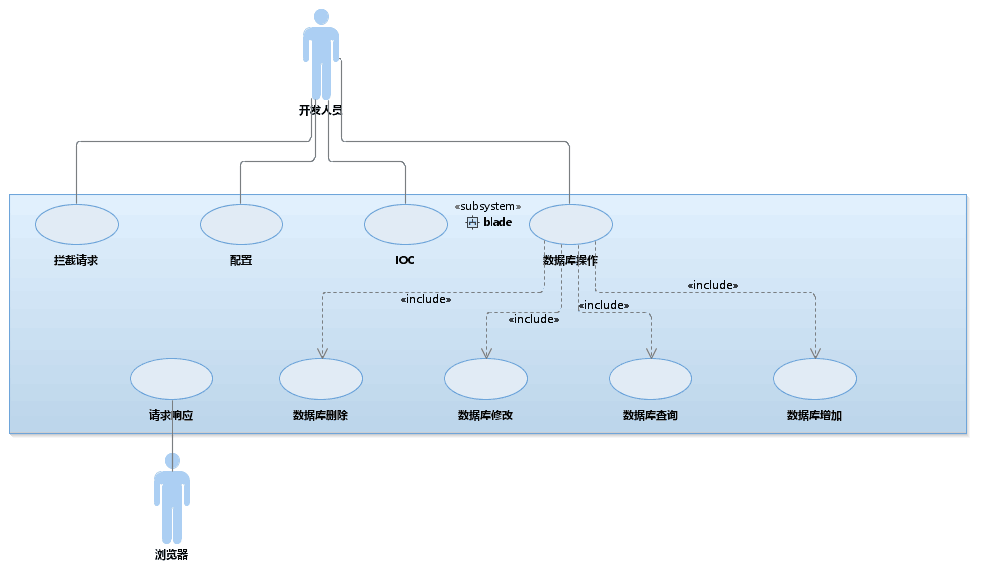 开发人员
«subsystem»
blade
拦截请求
配置
IOC
数据库操作
«include»
«include»
«include»
«include»
请求响应
数据库删除
数据库修改
数据库查询
数据库增加
浏览器